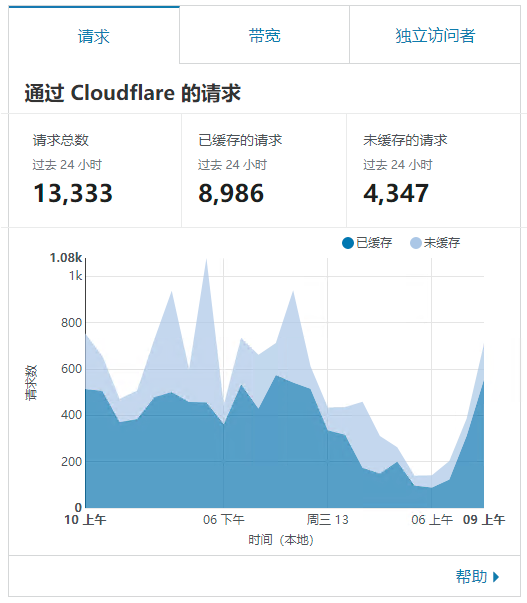 请求 带宽 独立访问者
通过 Cloudflare 的请求
请求总数 已缓存的请求 未缓存的请求
过去 24 小时 过去 24 小时 过去 24 小时
13,333 8,986 4,347
已缓存 未缓存
1.08k
1k
800
600
400
200
0
请求数
10 上午 06 下午 周三 13 06 上午 09 上午
时间（本地）
帮助